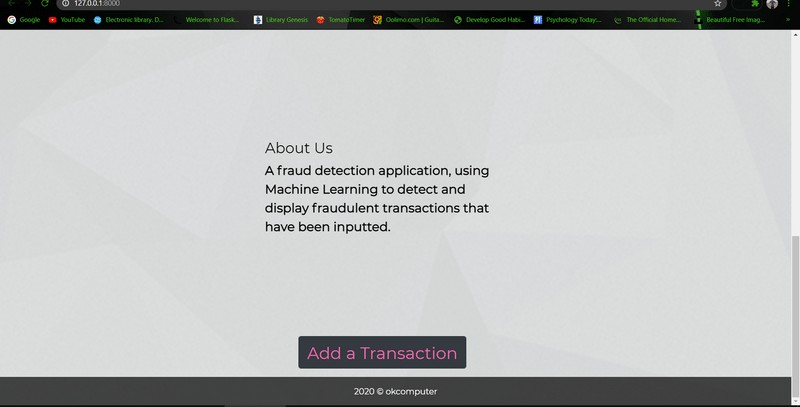 127.0.0.1:8000
Google
YouTube
Electronic library. D...
Welcome to Flask...
Library Genesis
TomatoTimer
Oolimo.com | Guita...
Develop Good Habi...
Psychology Today:...
The Official Home...
Beautiful Free Imag...
»
About Us
A fraud detection application, using
Machine Learning to detect and
display fraudulent transactions that
have been inputted.
Add a Transaction
2020 © okcomputer